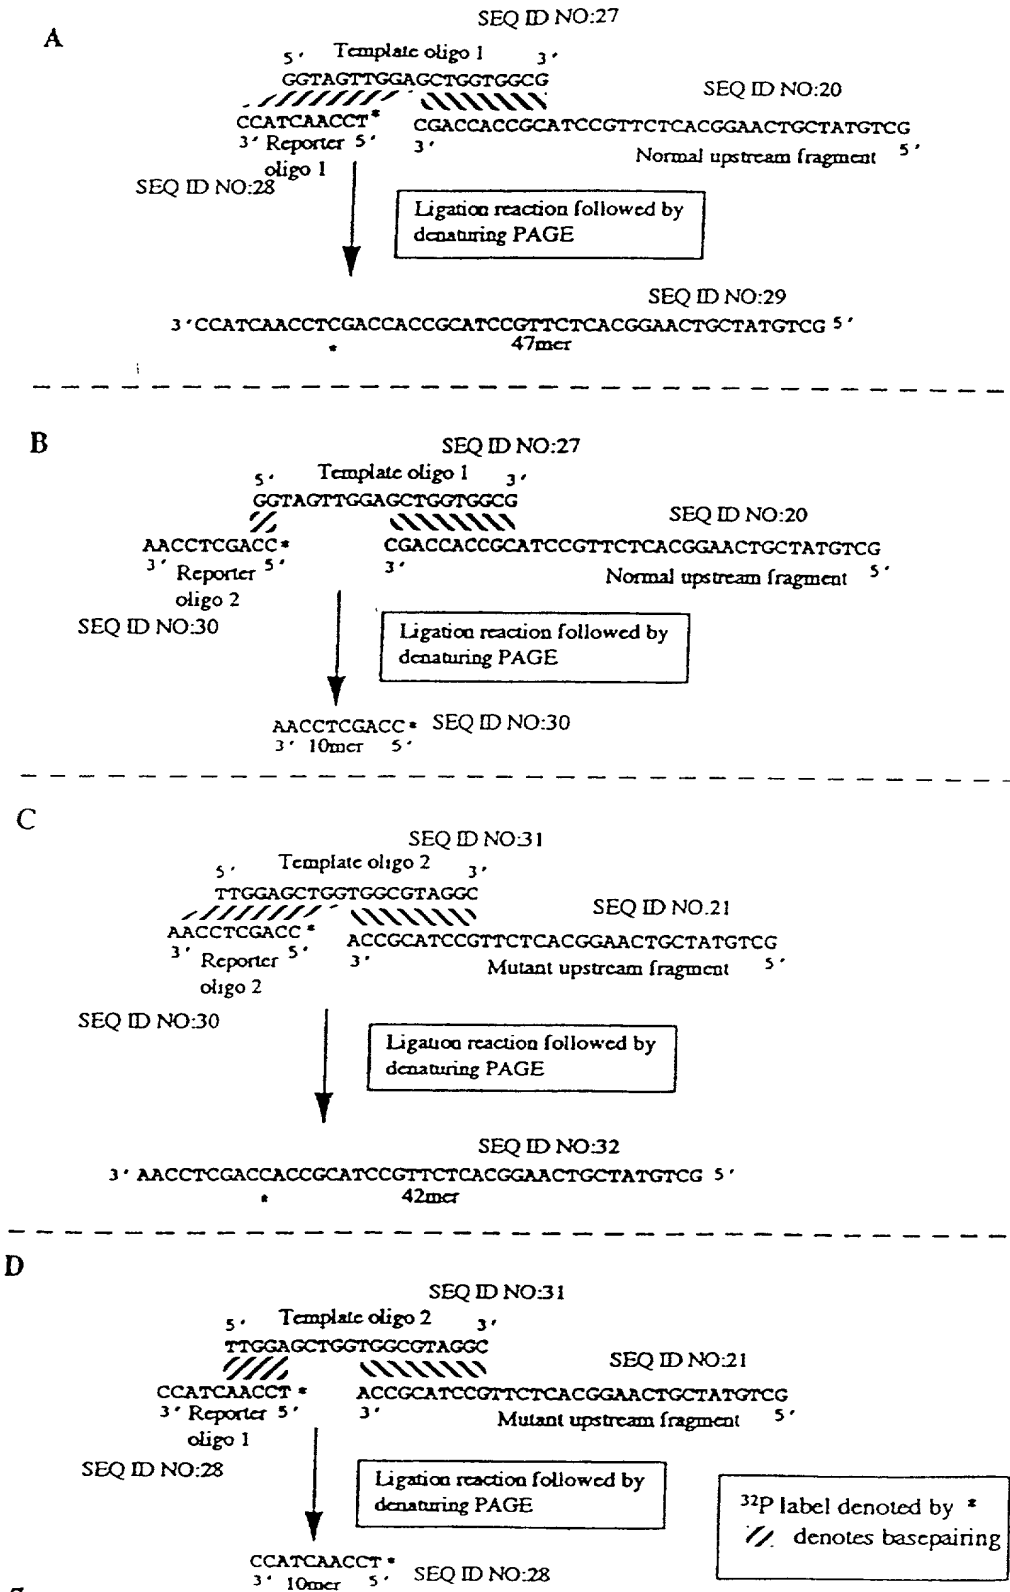 A
SEQ ID NO:27
5' Template oligo 1 3'
GGTAGTTGGAGCTGGTGGCG
SEQ ID NO:20
CCATCAACCT* CGACCACCGCATCCGTTCTCACGGAACTGCTATGTCG
3' Reporter 5' 3' Normal upstream fragment 5'
oligo 1
SEQ ID NO:28
Ligation reaction followed by
denaturing PAGE
SEQ ID NO:29
3'CCATCAACCTCGACCACCGCATCCGTTCTCACGGAACTGCTATGTCG 5'
* 47mer
B
SEQ ID NO:27
5' Template oligo 1 3'
GGTAGTTGGAGCTGGTGGCG
SEQ ID NO:20
AACCTCGACC* CGACCACCGCATCCGTTCTCACGGAACTGCTATGTCG
3' Reporter 5' 3' Normal upstream fragment 5'
oligo 2
SEQ ID NO:30
Ligation reaction followed by
denaturing PAGE
AACCTCGACC* SEQ ID NO:30
3' 10mer 5'
C
SEQ ID NO:31
5' Template oligo 2 3'
TTGGAGCTGGTGGCGTAGGC
SEQ ID NO.21
AACCTCGACC * ACCGCATCCGTTCTCACGGAACTGCTATGTCG
3' Reporter 5' 3' Mutant upstream fragment 5'
oligo 2
SEQ ID NO:30
Ligation reaction followed by
denaturing PAGE
SEQ ID NO:32
3' AACCTCGACCACCGCATCCGTTCTCACGGAACTGCTATGTCG 5'
* 42mer
D
SEQ ID NO:31
5' Template oligo 2 3'
TTGGAGCTGGTGGCGTAGGC
SEQ ID NO:21
CCATCAACCT * ACCGCATCCGTTCTCACGGAACTGCTATGTCG
3' Reporter 5' 3' Mutant upstream fragment 5'
oligo 1
SEQ ID NO:28
Ligation reaction followed by
denaturing PAGE
32P label denoted by *
denotes basepairing
CCATCAACCT* SEQ ID NO:28
3' 10mer 5'